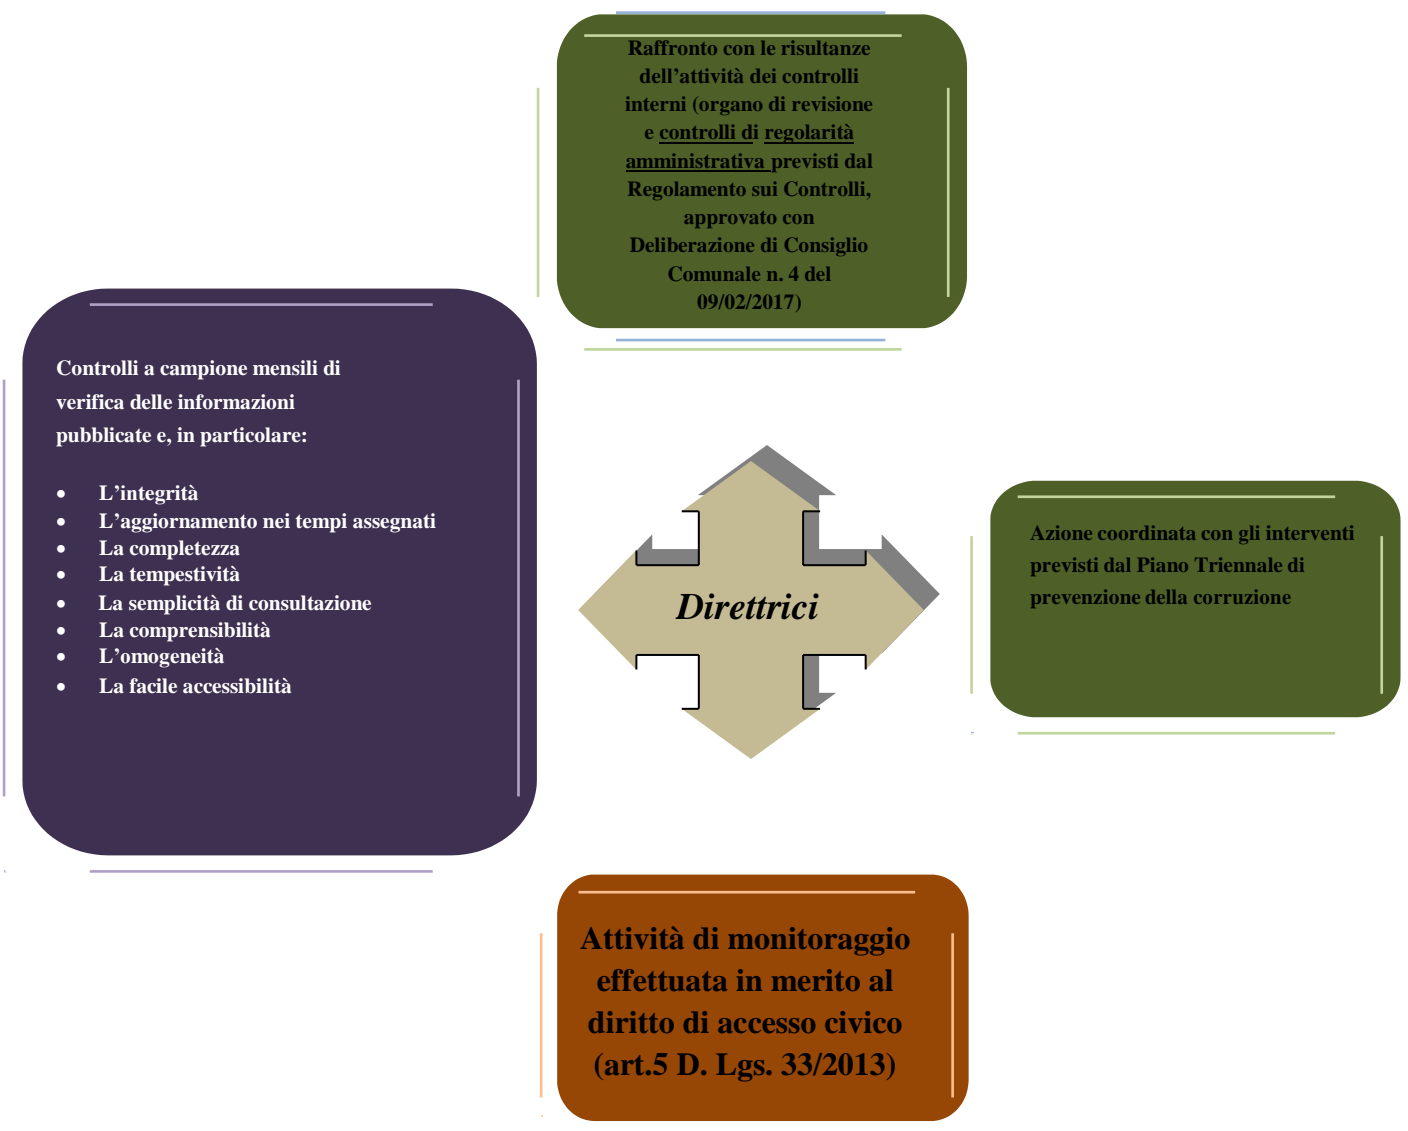 Raffronto con le risultanze
dell'attività dei controlli
interni (organo di revisione
e controlli di regolarità
amministrativa previsti dal
Regolamento sui Controlli,
approvato con
Deliberazione di Consiglio
Comunale n. 4 del
09/02/2017)
Controlli a campione mensili di
verifica delle informazioni
pubblicate e, in particolare:
• L'integrità
• L'aggiornamento nei tempi assegnati
• La completezza
• La tempestività
• La semplicità di consultazione
• La comprensibilità
• L'omogeneità
• La facile accessibilità
Direttrici
Azione coordinata con gli interventi
previsti dal Piano Triennale di
prevenzione della corruzione
Attività di monitoraggio
effettuata in merito al
diritto di accesso civico
(art.5 D. Lgs. 33/2013)